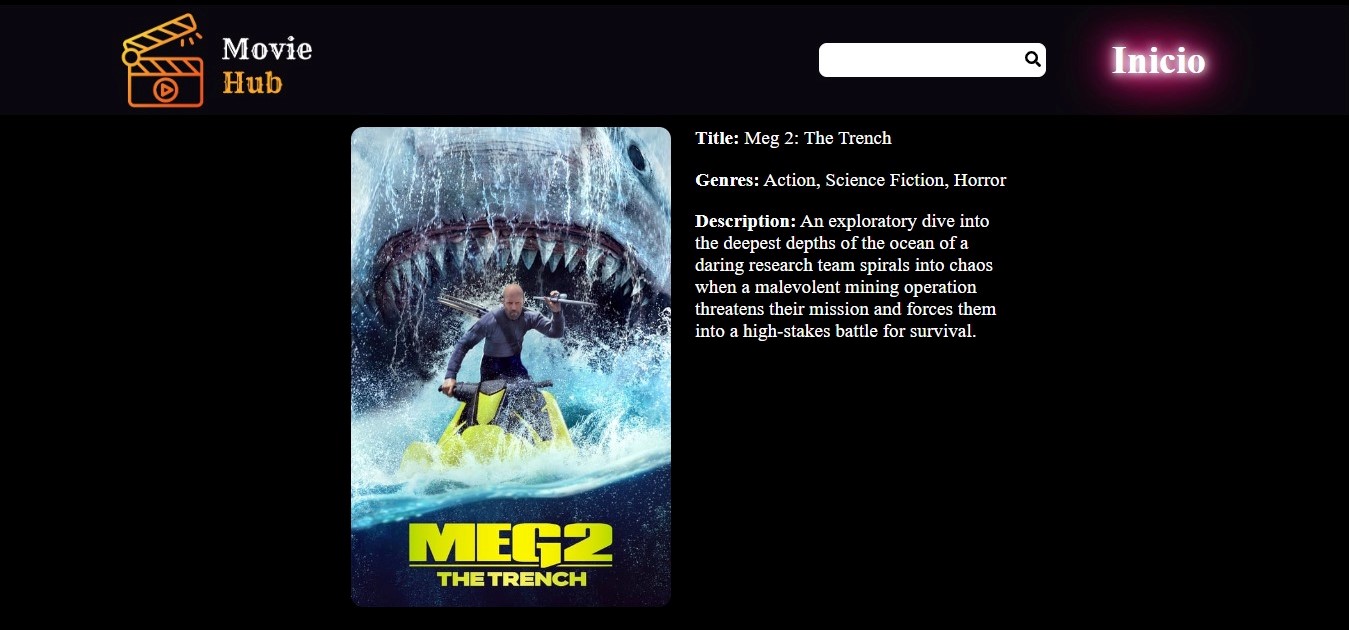 Movie
Hub
Inicio
Title: Meg 2: The Trench
Genres: Action, Science Fiction, Horror
Description: An exploratory dive into
the deepest depths of the ocean of a
daring research team spirals into chaos
when a malevolent mining operation
threatens their mission and forces them
into a high-stakes battle for survival.
MEG2
THE TRENCH